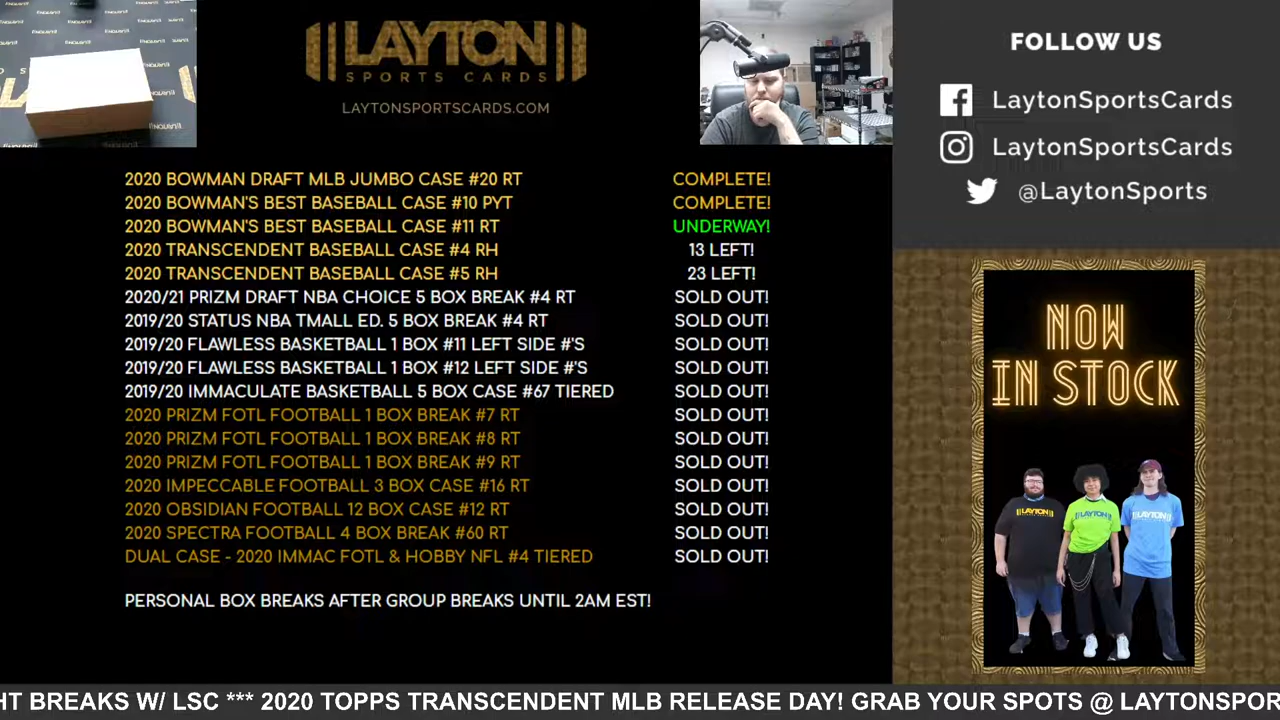 LAYTON
SPORTS CARDS
LAYTONSPORTSCARDS.COM
2020 BOWMAN DRAFT MLB JUMBO CASE #20 RT COMPLETE!
2020 BOWMAN'S BEST BASEBALL CASE #10 PYT COMPLETE!
2020 BOWMAN'S BEST BASEBALL CASE #11 RT UNDERWAY!
2020 TRANSCENDENT BASEBALL CASE #4 RH 13 LEFT!
2020 TRANSCENDENT BASEBALL CASE #5 RH 23 LEFT!
2020/21 PRIZM DRAFT NBA CHOICE 5 BOX BREAK #4 RT SOLD OUT!
2019/20 STATUS NBA TMALL ED. 5 BOX BREAK #4 RT SOLD OUT!
2019/20 FLAWLESS BASKETBALL 1 BOX #11 LEFT SIDE #'S SOLD OUT!
2019/20 FLAWLESS BASKETBALL 1 BOX #12 LEFT SIDE #'S SOLD OUT!
2019/20 IMMACULATE BASKETBALL 5 BOX CASE #67 TIERED SOLD OUT!
2020 PRIZM FOTL FOOTBALL 1 BOX BREAK #7 RT SOLD OUT!
2020 PRIZM FOTL FOOTBALL 1 BOX BREAK #8 RT SOLD OUT!
2020 PRIZM FOTL FOOTBALL 1 BOX BREAK #9 RT SOLD OUT!
2020 IMPECCABLE FOOTBALL 3 BOX CASE #16 RT SOLD OUT!
2020 OBSIDIAN FOOTBALL 12 BOX CASE #12 RT SOLD OUT!
2020 SPECTRA FOOTBALL 4 BOX BREAK #60 RT SOLD OUT!
DUAL CASE - 2020 IMMAC FOTL & HOBBY NFL #4 TIERED SOLD OUT!
PERSONAL BOX BREAKS AFTER GROUP BREAKS UNTIL 2AM EST!
FOLLOW US
LaytonSportsCards
LaytonSportsCards
@LaytonSports
NOW
IN STOCK
LAYTON
LAYTON
LAYTON
HT BREAKS W/ LSC *** 2020 TOPPS TRANSCENDENT MLB RELEASE DAY! GRAB YOUR SPOTS @ LAYTONSPOR